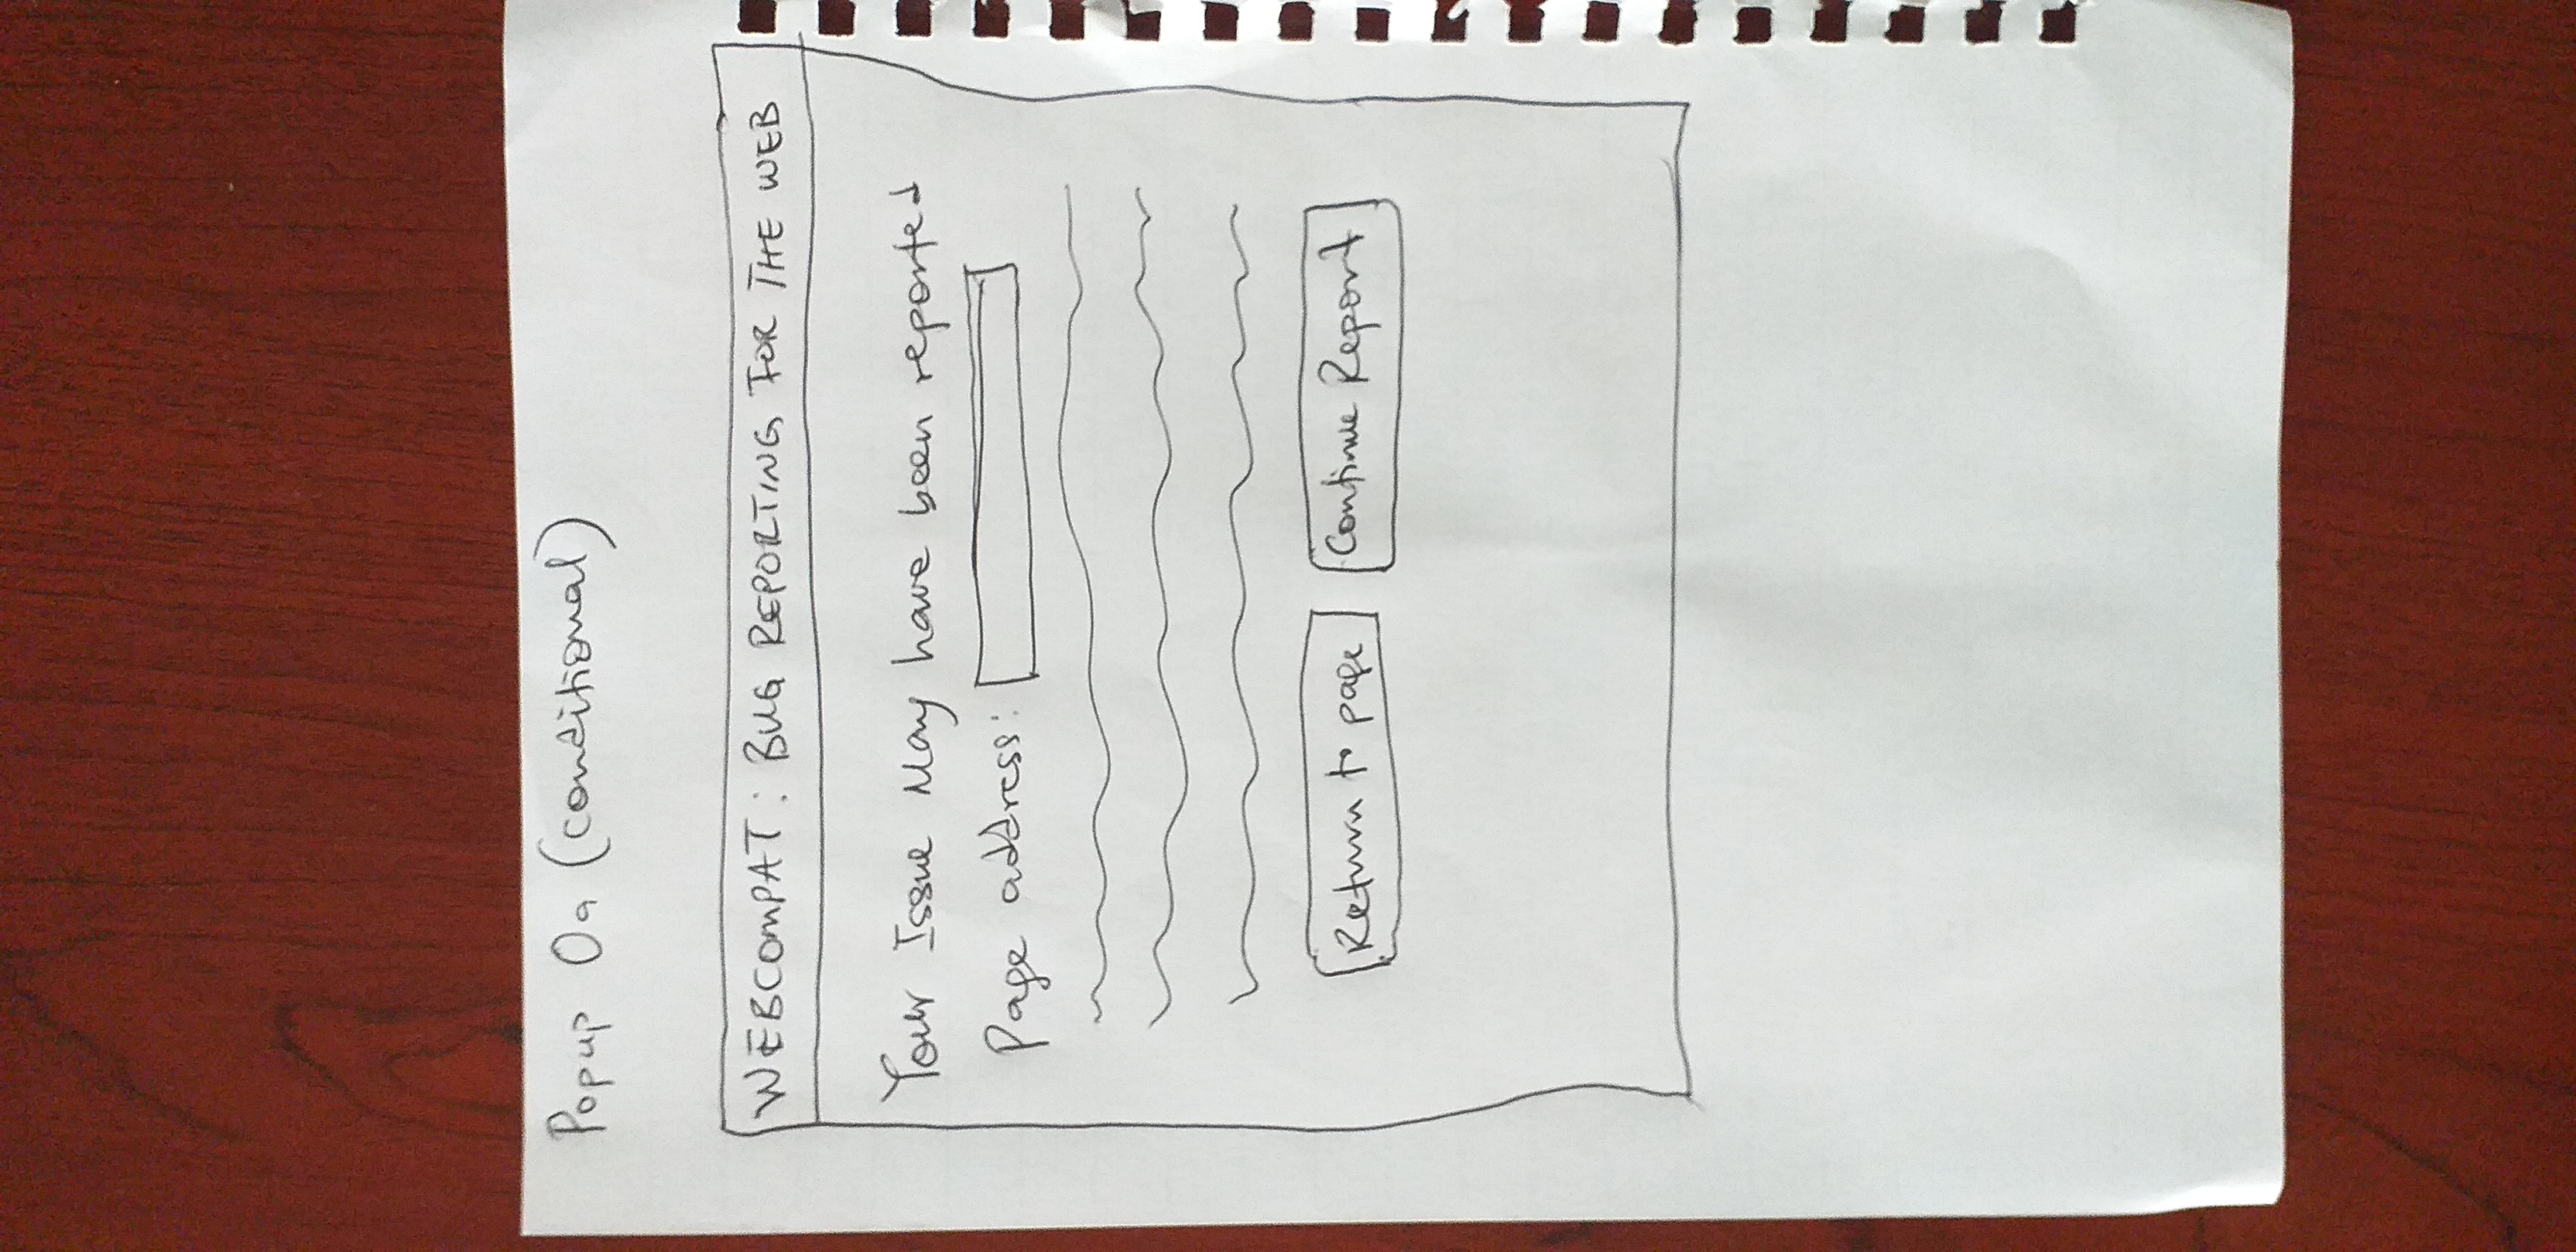 Popup 0a (conditional)
WEBCOMPAT: BUG REPORTING FOR THE WEB
Your Issue May have been reported
Page address:
Return to page
Continue Report